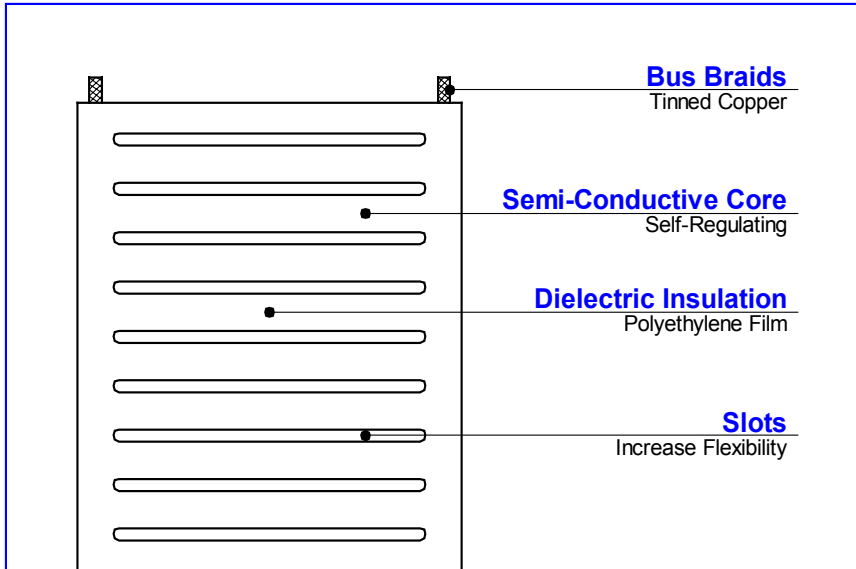 Bus Braids
Tinned Copper
Semi-Conductive Core
Self-Regulating
Dielectric Insulation
Polyethylene Film
Slots
Increase Flexibility